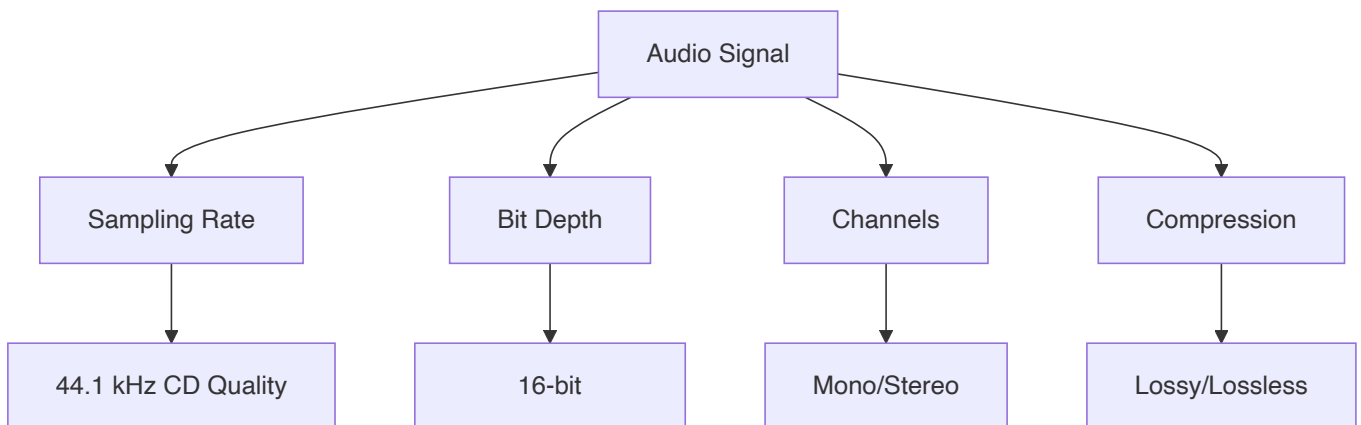 Audio Signal
Sampling Rate
Bit Depth
Channels
Compression
44.1 kHz CD Quality
16-bit
Mono/Stereo
Lossy/Lossless